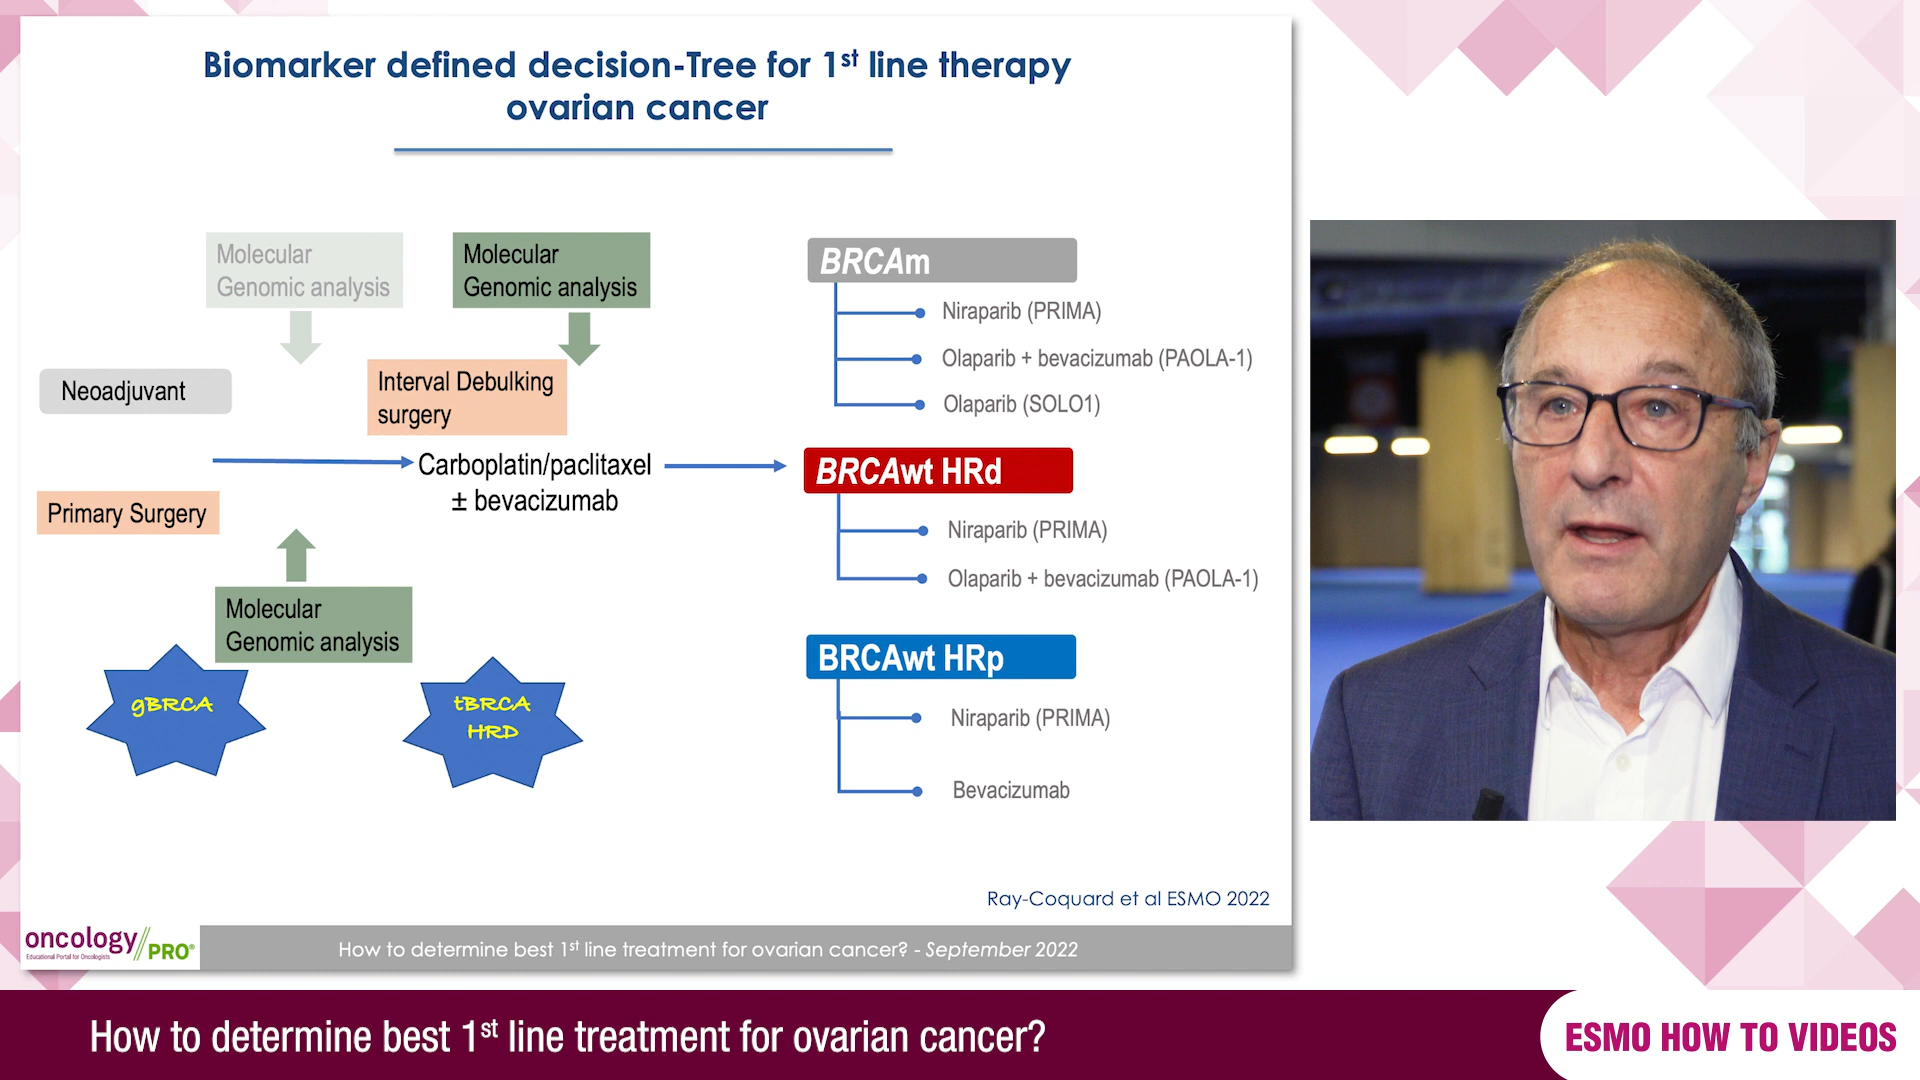 Biomarker defined decision-Tree for 1st line therapy
ovarian cancer
Molecular
Genomic analysis
Molecular
Genomic analysis
Neoadjuvant
Interval Debulking
surgery
Carboplatin/paclitaxel
± bevacizumab
Primary Surgery
Molecular
Genomic analysis
gBRCA
tBRCA
HRD
BRCAm
Niraparib (PRIMA)
Olaparib + bevacizumab (PAOLA-1)
Olaparib (SOLO1)
BRCAwt HRd
Niraparib (PRIMA)
Olaparib + bevacizumab (PAOLA-1)
BRCAwt HRp
Niraparib (PRIMA)
Bevacizumab
Ray-Coquard et al ESMO 2022
oncology//PRO®
Educational Portal for Oncologists
How to determine best 1st line treatment for ovarian cancer? - September 2022
How to determine best 1st line treatment for ovarian cancer?
ESMO HOW TO VIDEOS